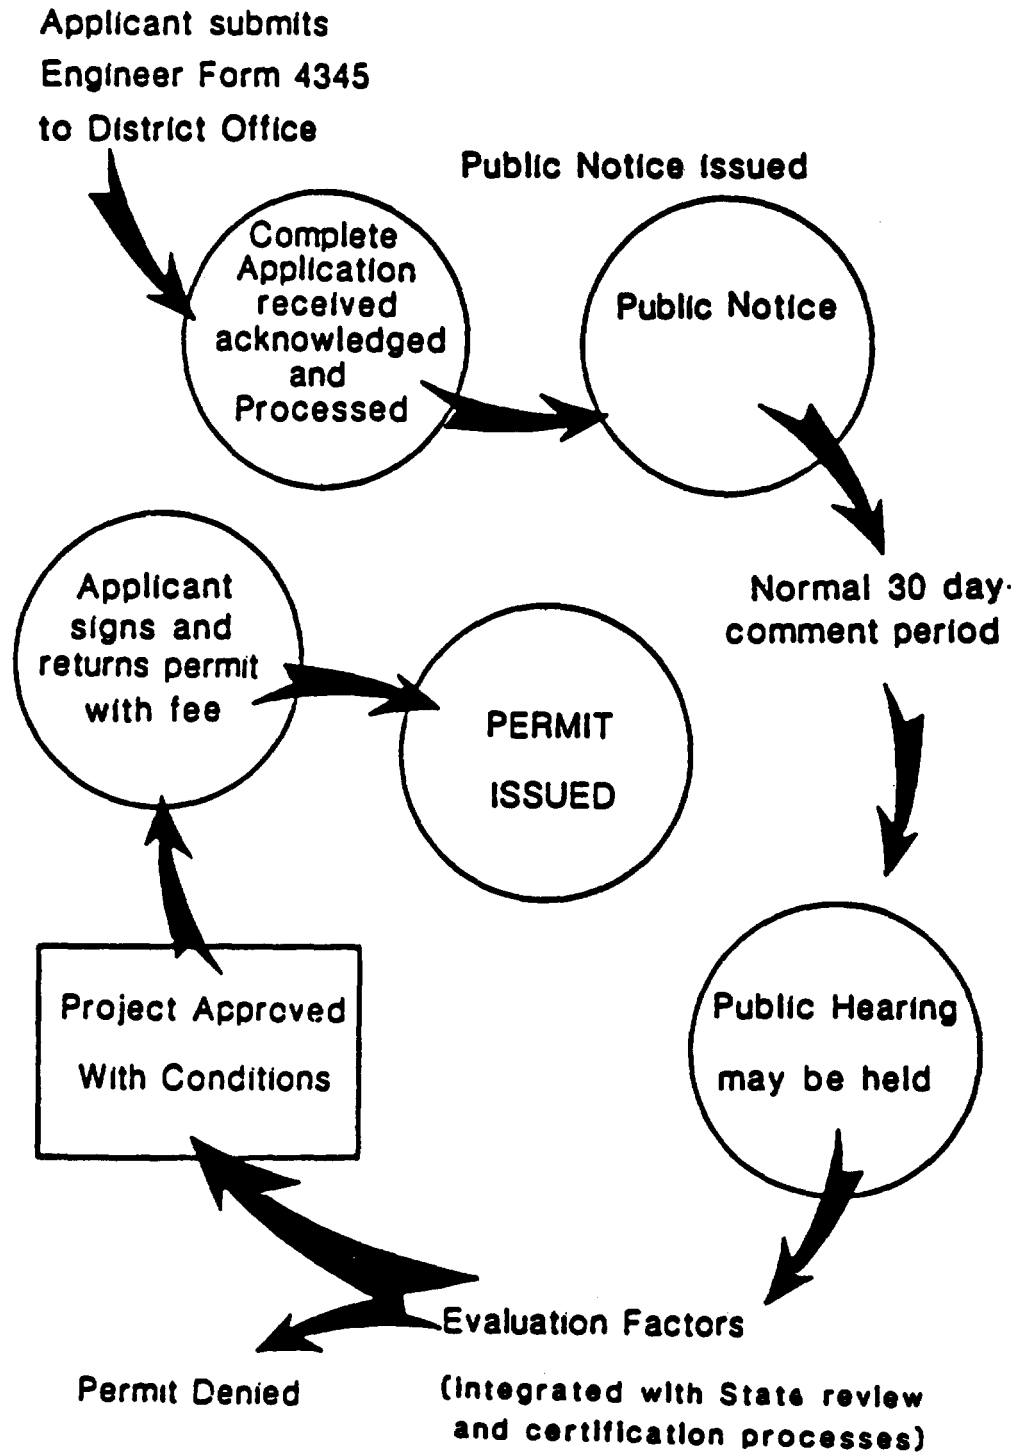 Applicant submits
Engineer Form 4345
to District Office
Public Notice issued
Complete
Application
received
acknowledged
and
Processed
Public Notice
Normal 30 day-
comment period
Public Hearing
may be held
Evaluation Factors
(integrated with State review
and certification processes)
Permit Denied
Project Approved
With Conditions
Applicant
signs and
returns permit
with fee
PERMIT
ISSUED